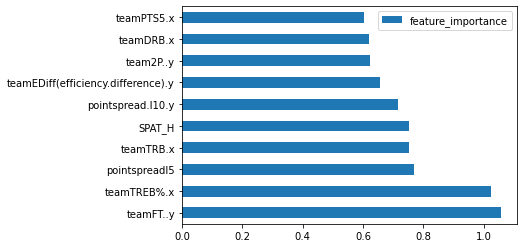 teamPTS5.x
feature_importance
teamDRB.x
team2P..y
teamEDiff(efficiency.difference).y
pointspread.l10.y
SPAT_H
teamTRB.x
pointspreadl5
teamTREB%.x
teamFT..y
0.0 0.2 0.4 0.6 0.8 1.0